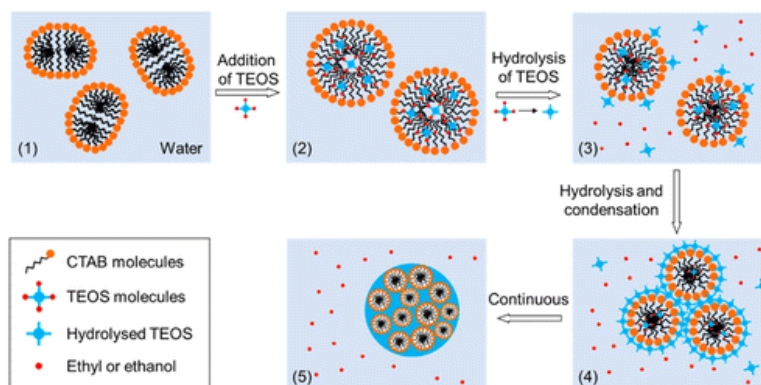 Addition
of TEOS
Hydrolysis
of TEOS
(1)
Water
(2)
(3)
Hydrolysis and
condensation
CTAB molecules
TEOS molecules
Hydrolysed TEOS
Ethyl or ethanol
Continuous
(5)
(4)